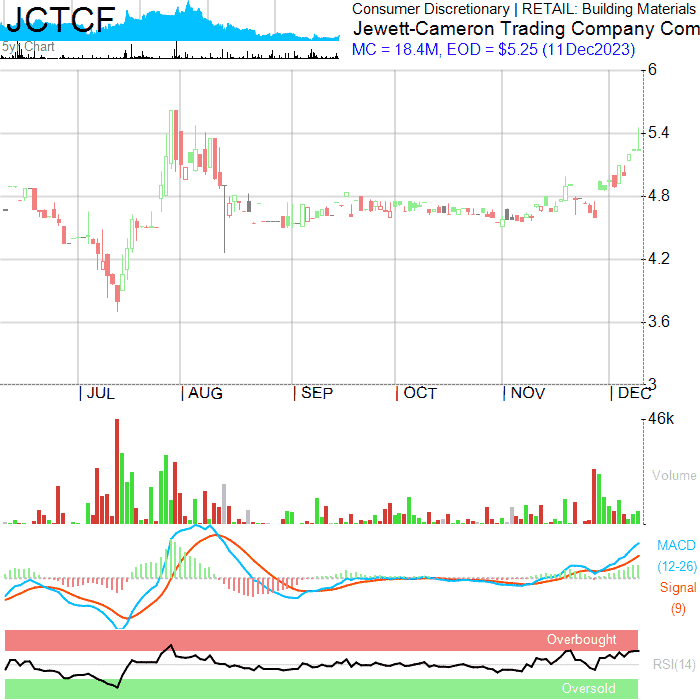 JCTCF
5yr Chart
Consumer Discretionary | RETAIL: Building Materials
Jewett-Cameron Trading Company Com
MC = 18.4M, EOD = $5.25 (11Dec2023)
6
5.4
4.8
4.2
3.6
3
| JUL | AUG | SEP | OCT | NOV | DEC
46k
Volume
MACD
(12-26)
Signal
(9)
Overbought
RSI(14)
Oversold